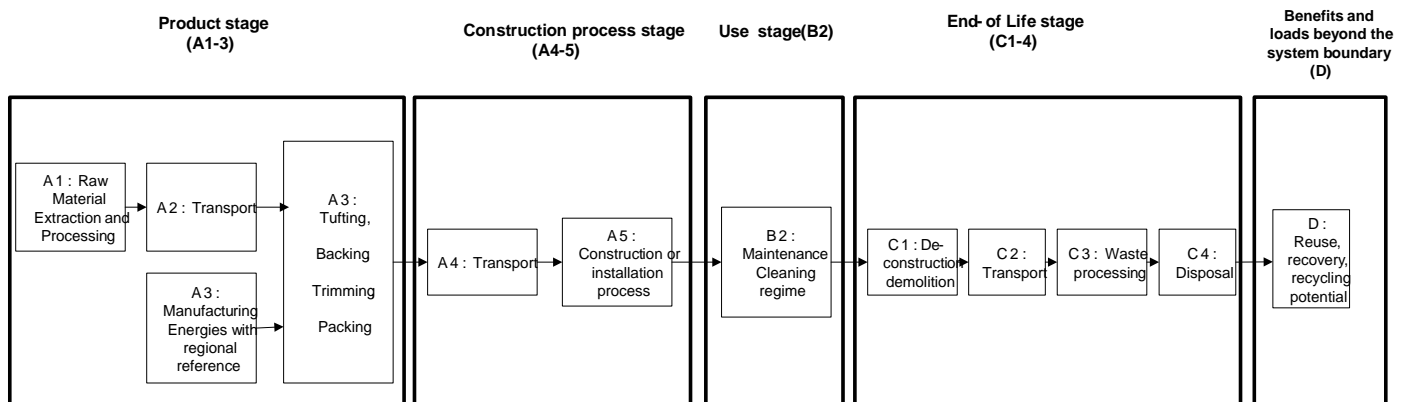 Product stage
(A1-3)
Construction process stage
(A4-5)
Use stage(B2)
End- of Life stage
(C1-4)
Benefits and
loads beyond the
system boundary
(D)
A1: Raw
Material
Extraction and
Processing
A2: Transport
A3:
Manufacturing
Energies with
regional
reference
A3:
Tufting,
Backing
Trimming
Packing
A4: Transport
A5:
Construction or
installation
process
B2:
Maintenance
Cleaning
regime
C1: De-
construction,
demolition
C2:
Transport
C3: Waste
processing
C4:
Disposal
D:
Reuse,
recovery,
recycling
potential